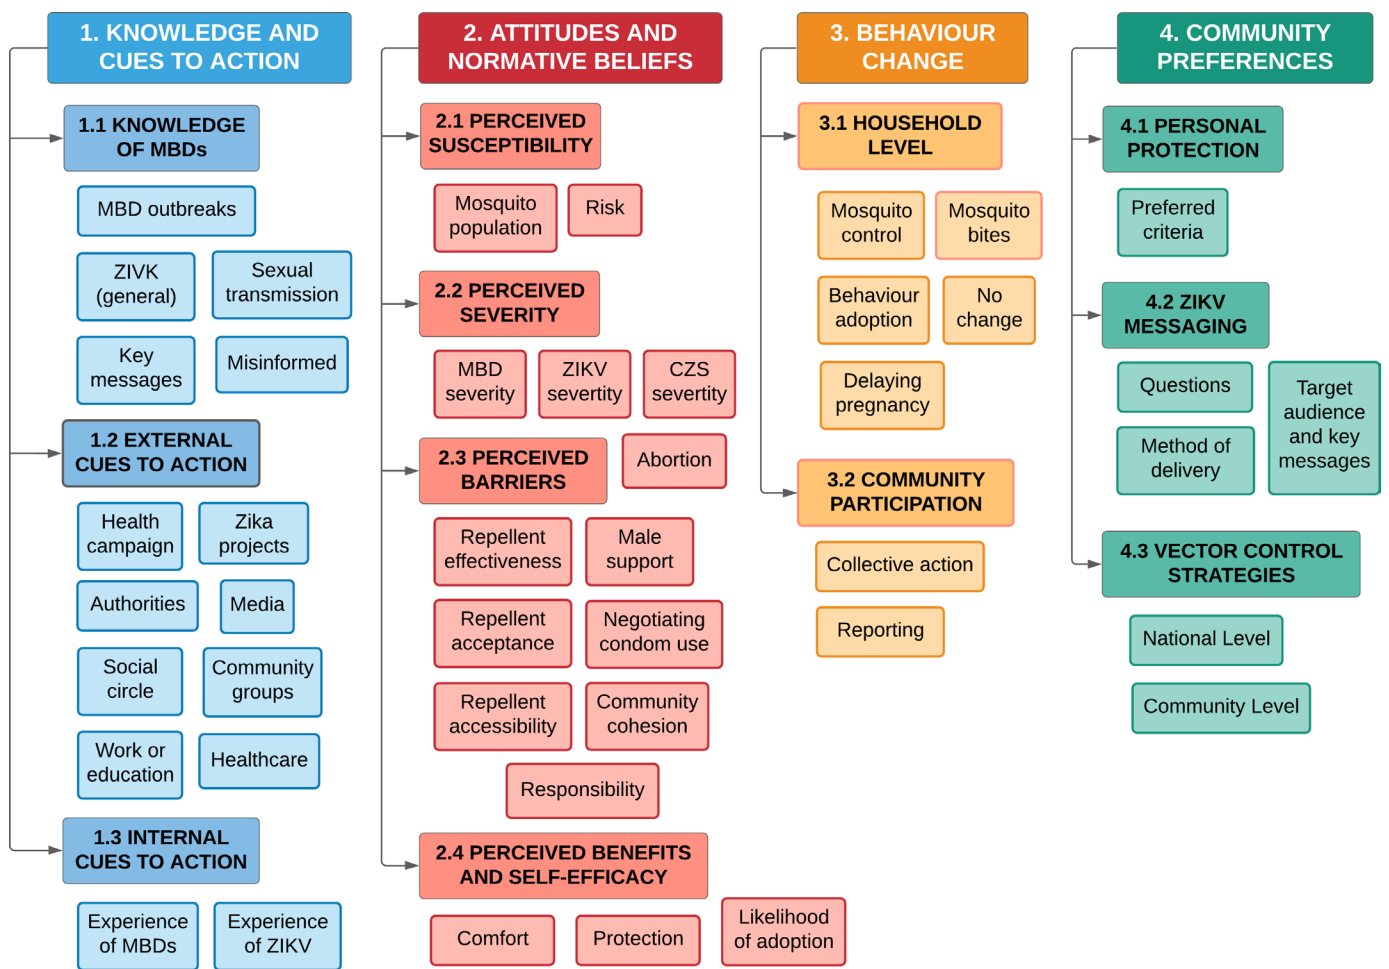 1. KNOWLEDGE AND
CUES TO ACTION
1.1 KNOWLEDGE
OF MBDs
MBD outbreaks
ZIVK
(general)
Sexual
transmission
Key
messages
Misinformed
1.2 EXTERNAL
CUES TO ACTION
Health
campaign
Zika
projects
Authorities
Media
Social
circle
Community
groups
Work or
education
Healthcare
1.3 INTERNAL
CUES TO ACTION
Experience
of MBDs
Experience
of ZIKV
2. ATTITUDES AND
NORMATIVE BELIEFS
2.1 PERCEIVED
SUSCEPTIBILITY
Mosquito
population
Risk
2.2 PERCEIVED
SEVERITY
MBD
severity
ZIKV
severtity
CZS
severtity
Abortion
2.3 PERCEIVED
BARRIERS
Repellent
effectiveness
Male
support
Repellent
acceptance
Negotiating
condom use
Repellent
accessibility
Community
cohesion
Responsibility
2.4 PERCEIVED BENEFITS
AND SELF-EFFICACY
Comfort
Protection
Likelihood
of adoption
3. BEHAVIOUR
CHANGE
3.1 HOUSEHOLD
LEVEL
Mosquito
control
Mosquito
bites
Behaviour
adoption
No
change
Delaying
pregnancy
3.2 COMMUNITY
PARTICIPATION
Collective action
Reporting
4. COMMUNITY
PREFERENCES
4.1 PERSONAL
PROTECTION
Preferred
criteria
4.2 ZIKV
MESSAGING
Questions
Method of
delivery
Target
audience
and key
messages
4.3 VECTOR CONTROL
STRATEGIES
National Level
Community Level